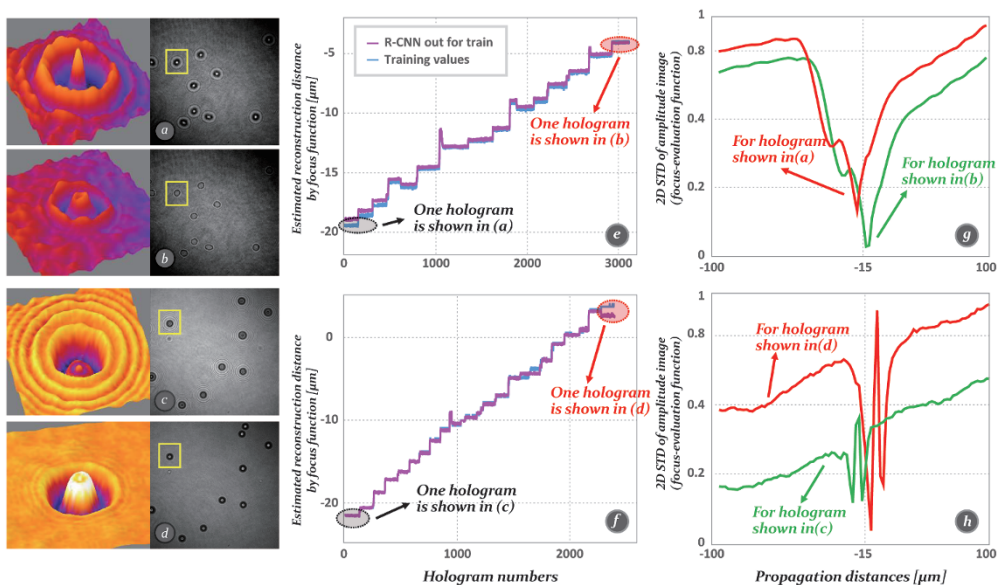 a
b
c
d
Estimated reconstruction distance
by focus function [µm]
-5
-10
-15
-20
R-CNN out for train
Training values
One hologram
is shown in (b)
One hologram
is shown in (a)
e
0
1000
2000
3000
2D STD of amplitude image
(focus-evaluation function)
1
0.8
0.6
0.4
0.2
0
For hologram
shown in(a)
For hologram
shown in(b)
g
-100
-15
100
Estimated reconstruction distance
by focus function [µm]
0
-10
-20
One hologram
is shown in (d)
One hologram
is shown in (c)
f
0
1000
2000
Hologram numbers
2D STD of amplitude image
(focus-evaluation function)
1
0.8
0.6
0.4
0.2
0
For hologram
shown in(d)
For hologram
shown in(c)
h
-100
-15
100
Propagation distances [µm]